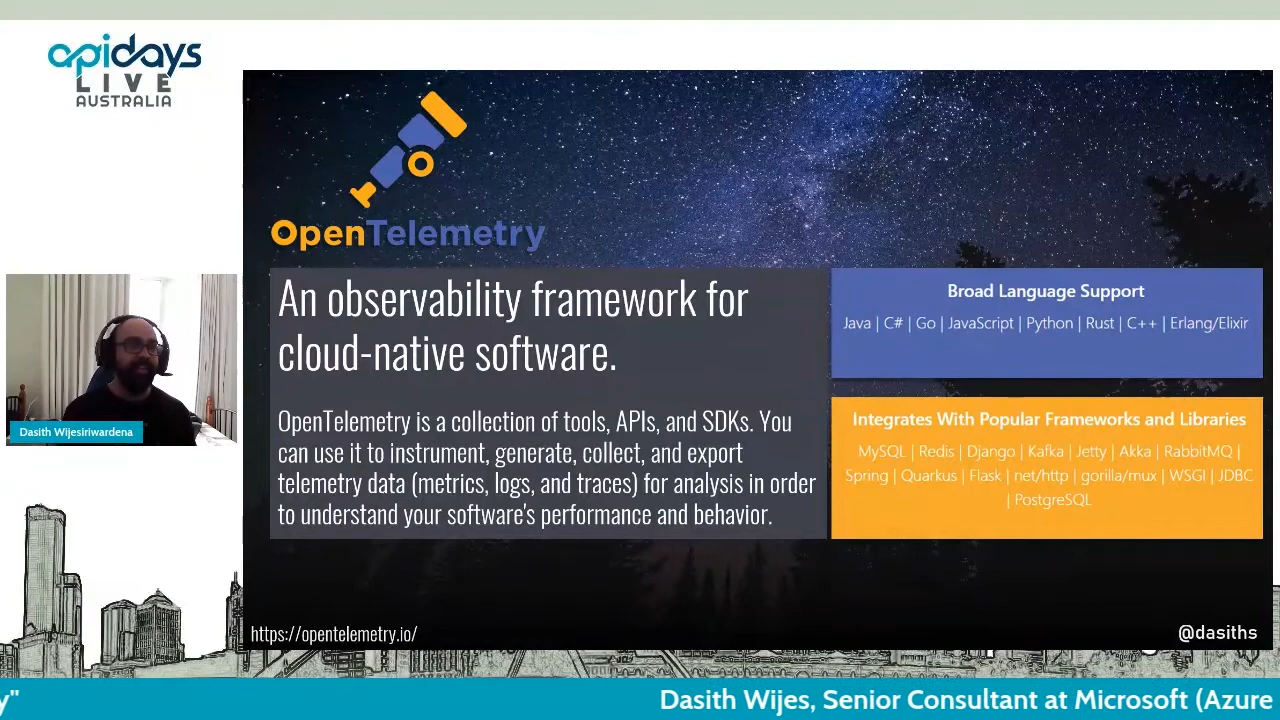 apidays
LIVE
AUSTRALIA
OpenTelemetry
An observability framework for
cloud-native software.
OpenTelemetry is a collection of tools, APIs, and SDKs. You
can use it to instrument, generate, collect, and export
telemetry data (metrics, logs, and traces) for analysis in order
to understand your software's performance and behavior.
Broad Language Support
Java | C# | Go | JavaScript | Python | Rust | C++ | Erlang/Elixir
Integrates With Popular Frameworks and Libraries
MySQL | Redis | Django | Kafka | Jetty | Akka | RabbitMQ |
Spring | Quarkus | Flask | net/http | gorilla/mux | WSGI | JDBC
| PostgreSQL
Dasith Wijesiriwardena
https://opentelemetry.io/
@dasiths
y" Dasith Wijes, Senior Consultant at Microsoft (Azure